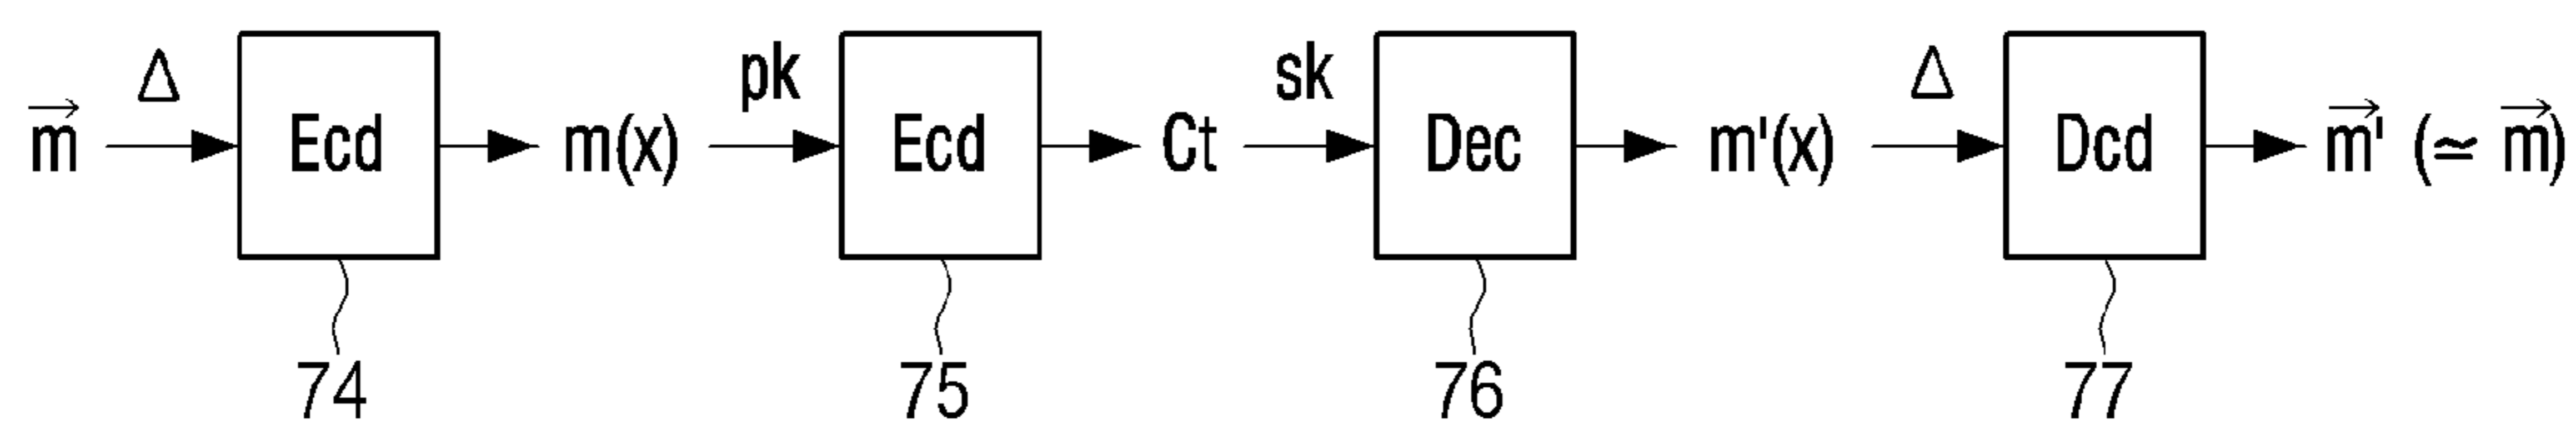 Δ pk sk Δ
m⃗ Ecd m(x) Ecd Ct Dec m'(x) Dcd m⃗' (≃ m⃗)
74 75 76 77